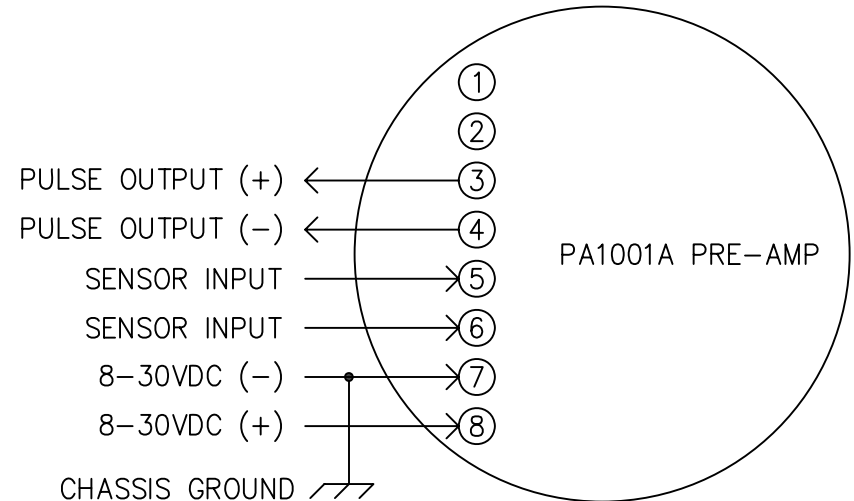 1
2
PULSE OUTPUT (+) 3
PULSE OUTPUT (-) 4
PA1001A PRE-AMP
SENSOR INPUT 5
SENSOR INPUT 6
8-30VDC (-) 7
8-30VDC (+) 8
CHASSIS GROUND